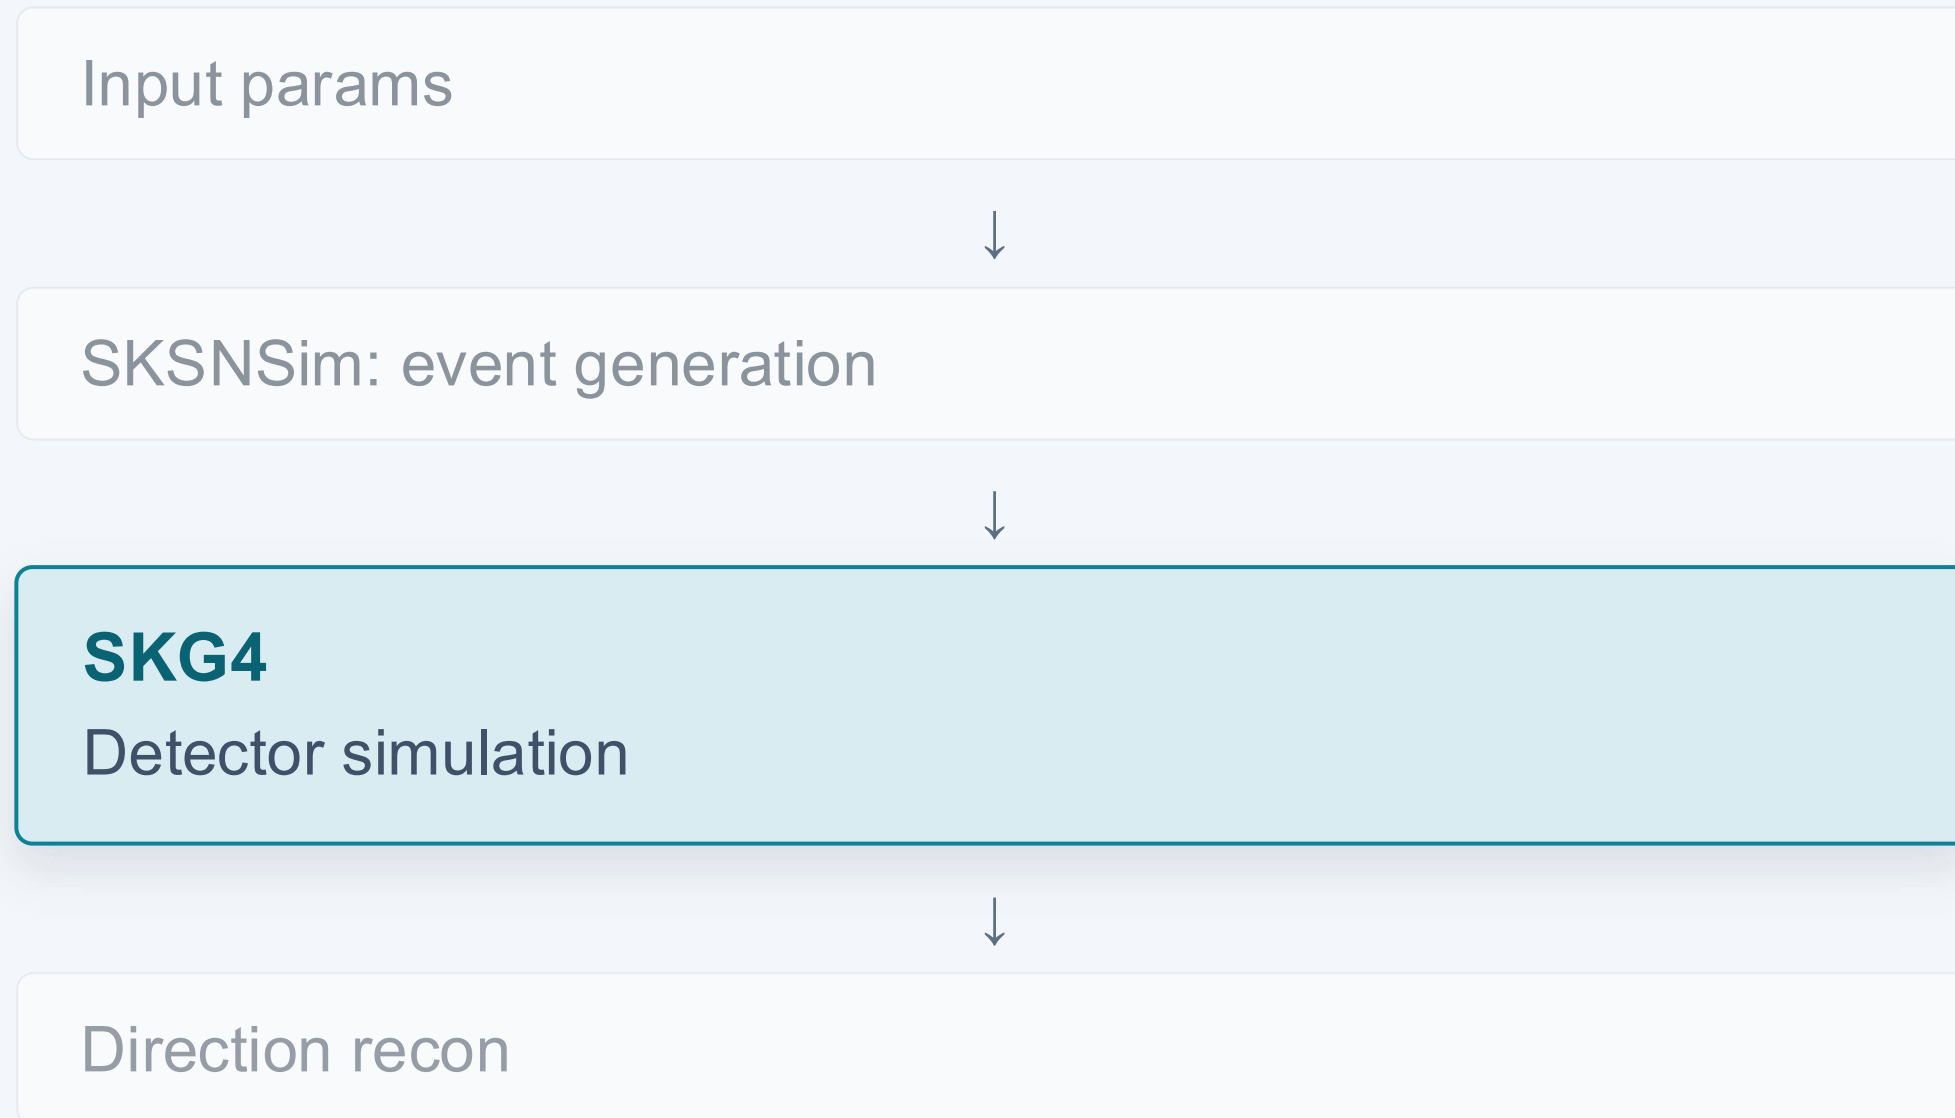 Input params
↓
SKSNSim: event generation
↓
SKG4
Detector simulation
↓
Direction recon